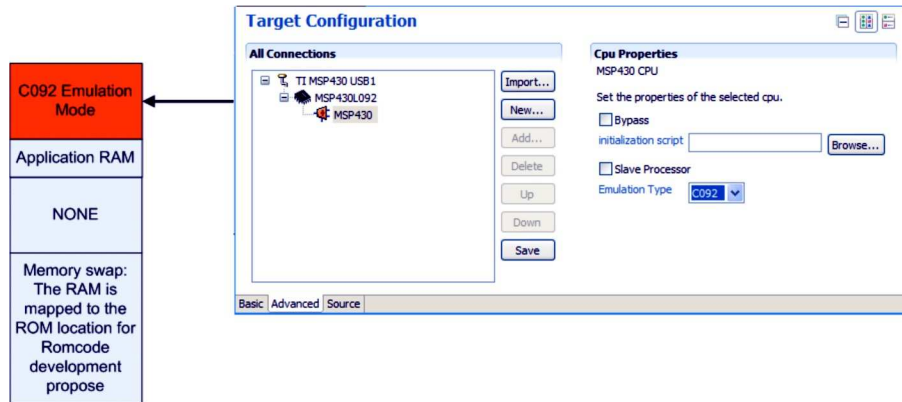 C092 Emulation
Mode
Application RAM
NONE
Memory swap:
The RAM is
mapped to the
ROM location for
Romcode
development
propose
Target Configuration
All Connections
TI MSP430 USB1
MSP430L092
MSP430
Import...
New...
Add...
Delete
Up
Down
Save
Cpu Properties
MSP430 CPU
Set the properties of the selected cpu.
Bypass
initialization script
Browse...
Slave Processor
Emulation Type C092
Basic Advanced Source